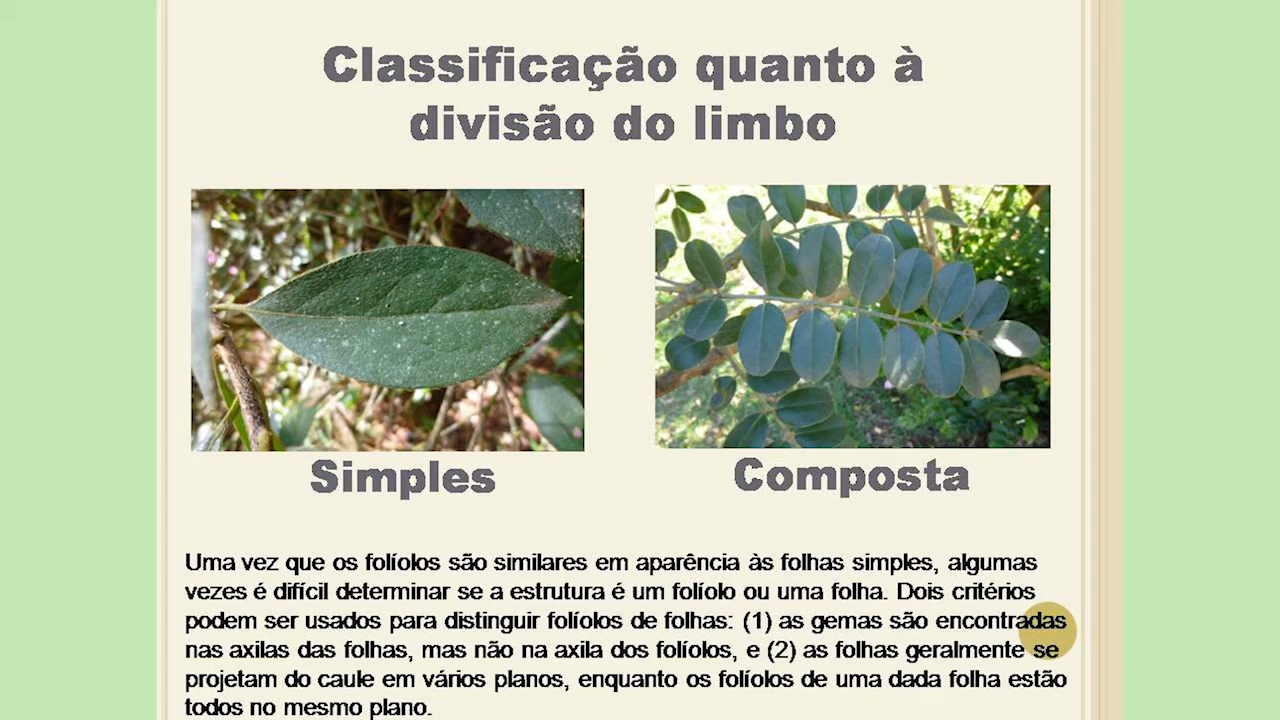 Classificação quanto à
divisão do limbo
Simples
Composta
Uma vez que os folíolos são similares em aparência às folhas simples, algumas
vezes é difícil determinar se a estrutura é um folíolo ou uma folha. Dois critérios
podem ser usados para distinguir folíolos de folhas: (1) as gemas são encontradas
nas axilas das folhas, mas não na axila dos folíolos, e (2) as folhas geralmente se
projetam do caule em vários planos, enquanto os folíolos de uma dada folha estão
todos no mesmo plano.